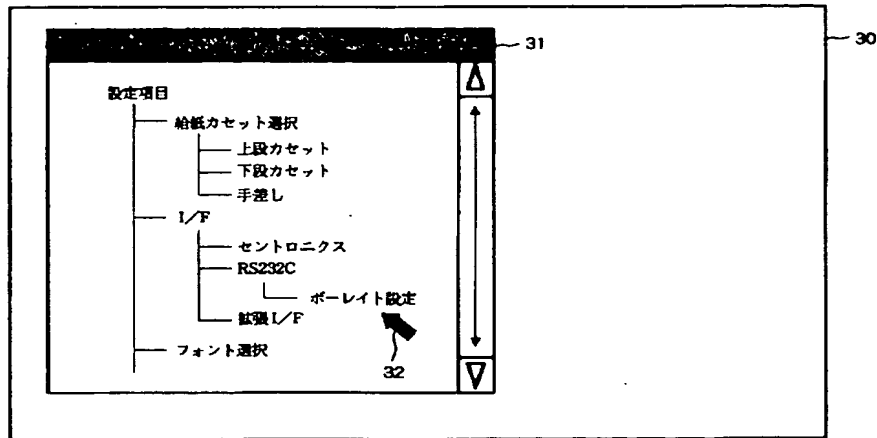 31
30
設定項目
給紙カセット選択
上段カセット
下段カセット
手差し
I/F
セントロニクス
RS232C
ボーレイト設定
拡張I/F
フォント選択
32